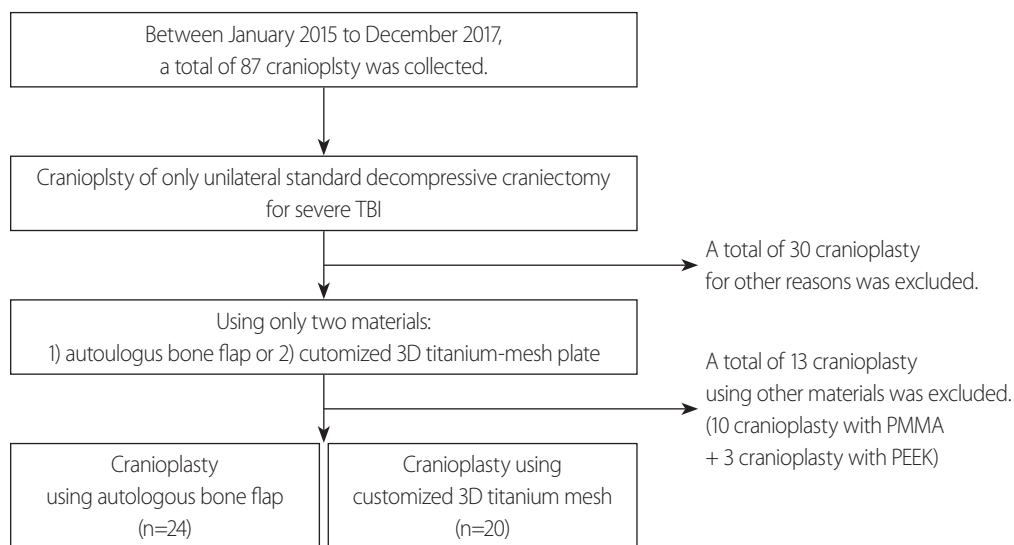 Between January 2015 to December 2017,
a total of 87 cranioplsty was collected.
Cranioplsty of only unilateral standard decompressive craniectomy
for severe TBI
A total of 30 cranioplasty
for other reasons was excluded.
Using only two materials:
1) autoulogus bone flap or 2) cutomized 3D titanium-mesh plate
A total of 13 cranioplasty
using other materials was excluded.
(10 cranioplasty with PMMA
+ 3 cranioplasty with PEEK)
Cranioplasty
using autologous bone flap
(n=24)
Cranioplasty using
customized 3D titanium mesh
(n=20)